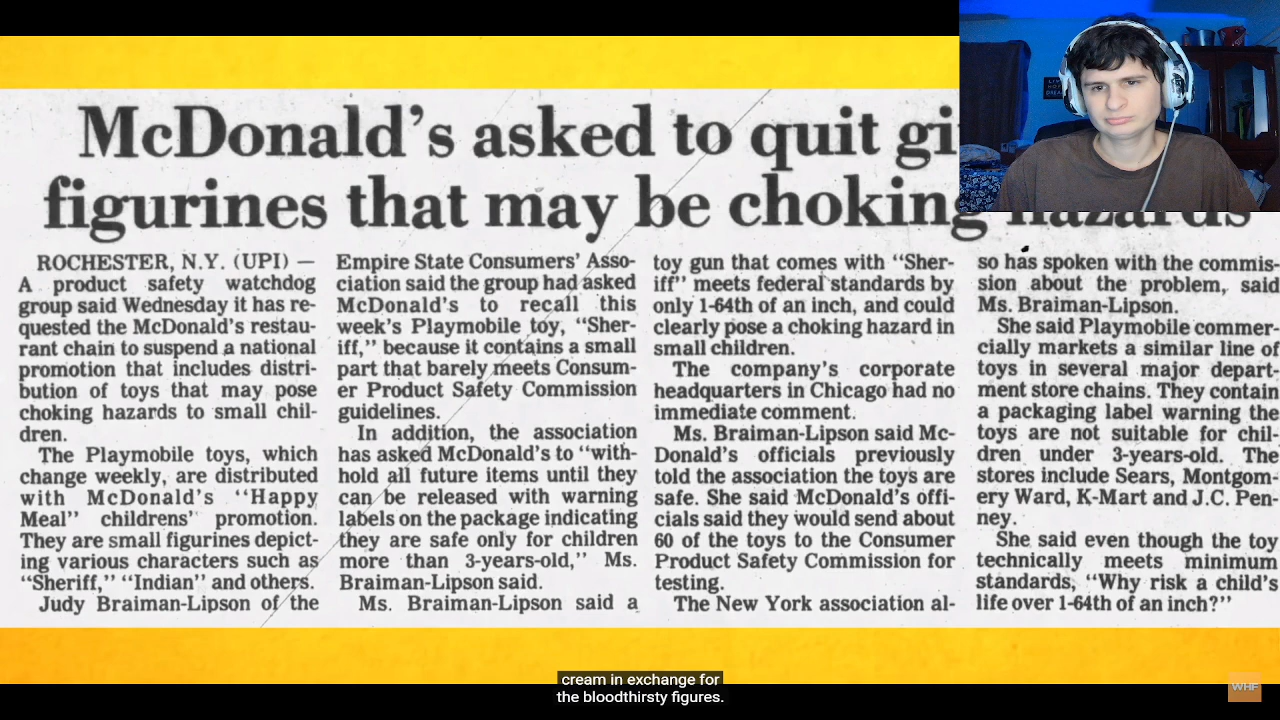 McDonald's asked to quit gi
figurines that may be choking hazards
ROCHESTER, N.Y. (UPI) —
A product safety watchdog
group said Wednesday it has re-
quested the McDonald's restau-
rant chain to suspend a national
promotion that includes distri-
bution of toys that may pose
choking hazards to small chil-
dren.
The Playmobile toys, which
change weekly, are distributed
with McDonald's "Happy
Meal" childrens' promotion.
They are small figurines depict-
ing various characters such as
"Sheriff," "Indian" and others.
Judy Braiman-Lipson of the
Empire State Consumers' Asso-
ciation said the group had asked
McDonald's to recall this
week's Playmobile toy, "Sher-
iff," because it contains a small
part that barely meets Consum-
er Product Safety Commission
guidelines.
In addition, the association
has asked McDonald's to "with-
hold all future items until they
can be released with warning
labels on the package indicating
they are safe only for children
more than 3-years-old," Ms.
Braiman-Lipson said.
Ms. Braiman-Lipson said a
toy gun that comes with "Sher-
iff" meets federal standards by
only 1-64th of an inch, and could
clearly pose a choking hazard in
small children.
The company's corporate
headquarters in Chicago had no
immediate comment.
Ms. Braiman-Lipson said Mc-
Donald's officials previously
told the association the toys are
safe. She said McDonald's offi-
cials said they would send about
60 of the toys to the Consumer
Product Safety Commission for
testing.
The New York association al-
so has spoken with the commis-
sion about the problem, said
Ms. Braiman-Lipson.
She said Playmobile commer-
cially markets a similar line of
toys in several major depart-
ment store chains. They contain
a packaging label warning the
toys are not suitable for chil-
dren under 3-years-old. The
stores include Sears, Montgom-
ery Ward, K-Mart and J.C. Pen-
ney.
She said even though the toy
technically meets minimum
standards, "Why risk a child's
life over 1-64th of an inch?"
cream in exchange for
the bloodthirsty figures.
WHF